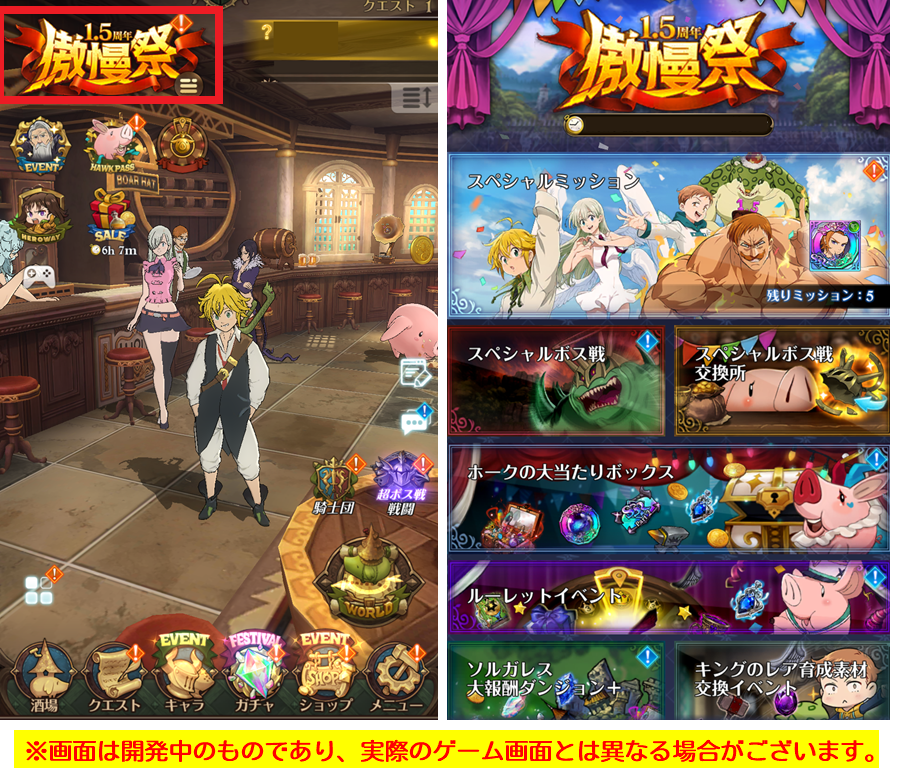 クエスト 1
1.5周年
傲慢祭
?
EVENT
HAWK PASS
BOAR HAT
HERO WAY
SALE
6h 7m
騎士団
超ボス戦
戦闘
WORLD
EVENT
FESTIVAL
EVENT
SHOP
酒場
クエスト
キャラ
ガチャ
ショップ
メニュー
1.5周年
傲慢祭
スペシャルミッション
1.5
残りミッション:5
スペシャルボス戦
スペシャルボス戦
交換所
ホークの大当たりボックス
SSR
ルーレットイベント
ソルガレス
大報酬ダンジョン+
キングのレア育成素材
交換イベント
※画面は開発中のものであり、実際のゲーム画面とは異なる場合がございます。